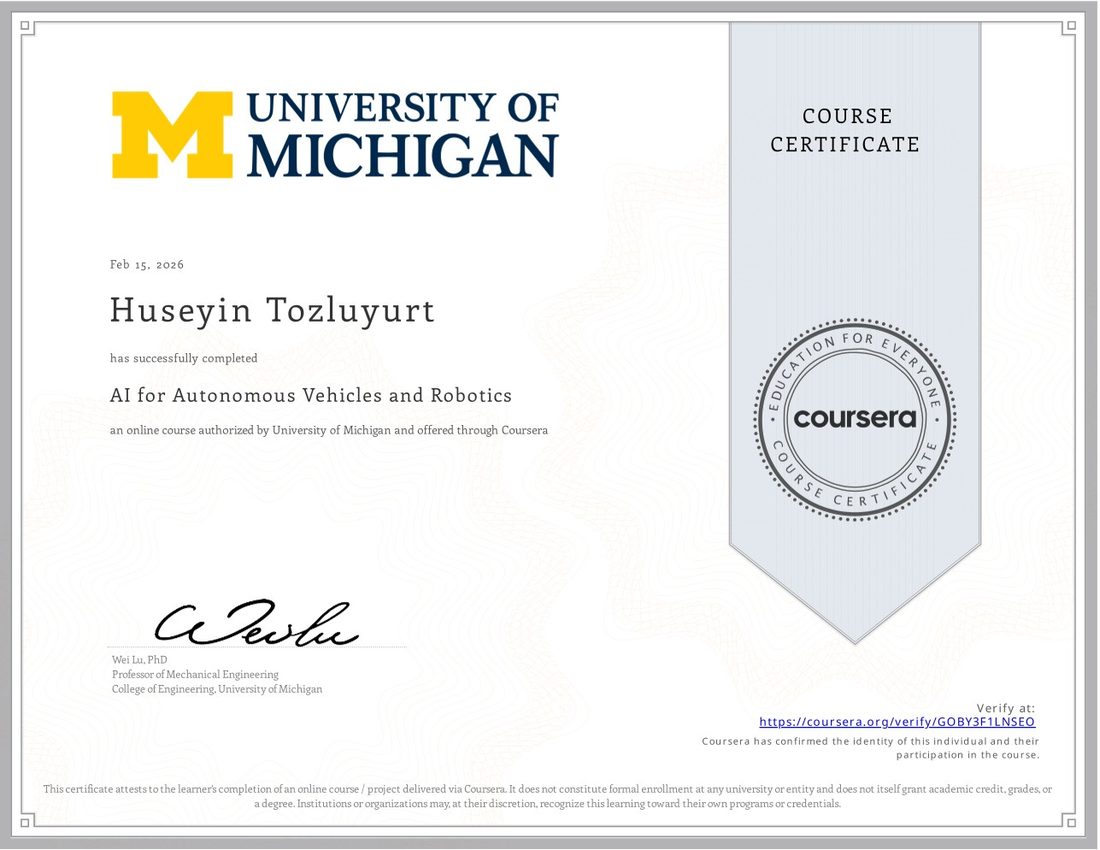 UNIVERSITY OF
MICHIGAN
COURSE
CERTIFICATE
Feb 15, 2026
Huseyin Tozluyurt
has successfully completed
AI for Autonomous Vehicles and Robotics
an online course authorized by University of Michigan and offered through Coursera
EDUCATION FOR EVERYONE
coursera
COURSE CERTIFICATE
Wei Lu
Wei Lu, PhD
Professor of Mechanical Engineering
College of Engineering, University of Michigan
Verify at:
https://coursera.org/verify/GOBY3F1LNSEO
Coursera has confirmed the identity of this individual and their
participation in the course.
This certificate attests to the learner's completion of an online course / project delivered via Coursera. It does not constitute formal enrollment at any university or entity and does not itself grant academic credit, grades, or
a degree. Institutions or organizations may, at their discretion, recognize this learning toward their own programs or credentials.